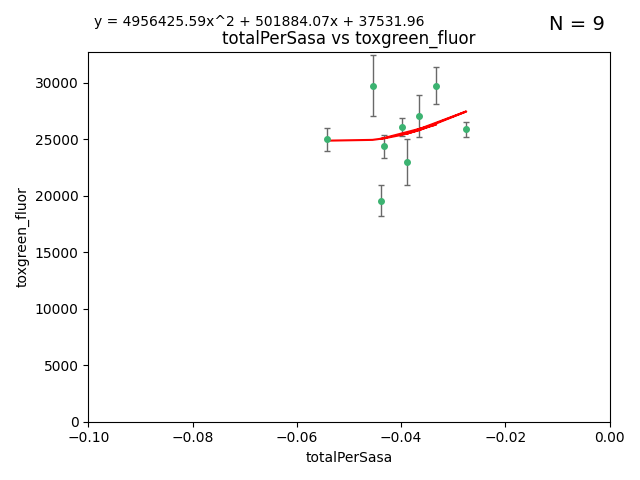 y = 4956425.59x^2 + 501884.07x + 37531.96
N = 9
totalPerSasa vs toxgreen_fluor
30000
25000
20000
15000
10000
5000
0
toxgreen_fluor
−0.10
−0.08
−0.06
−0.04
−0.02
0.00
totalPerSasa